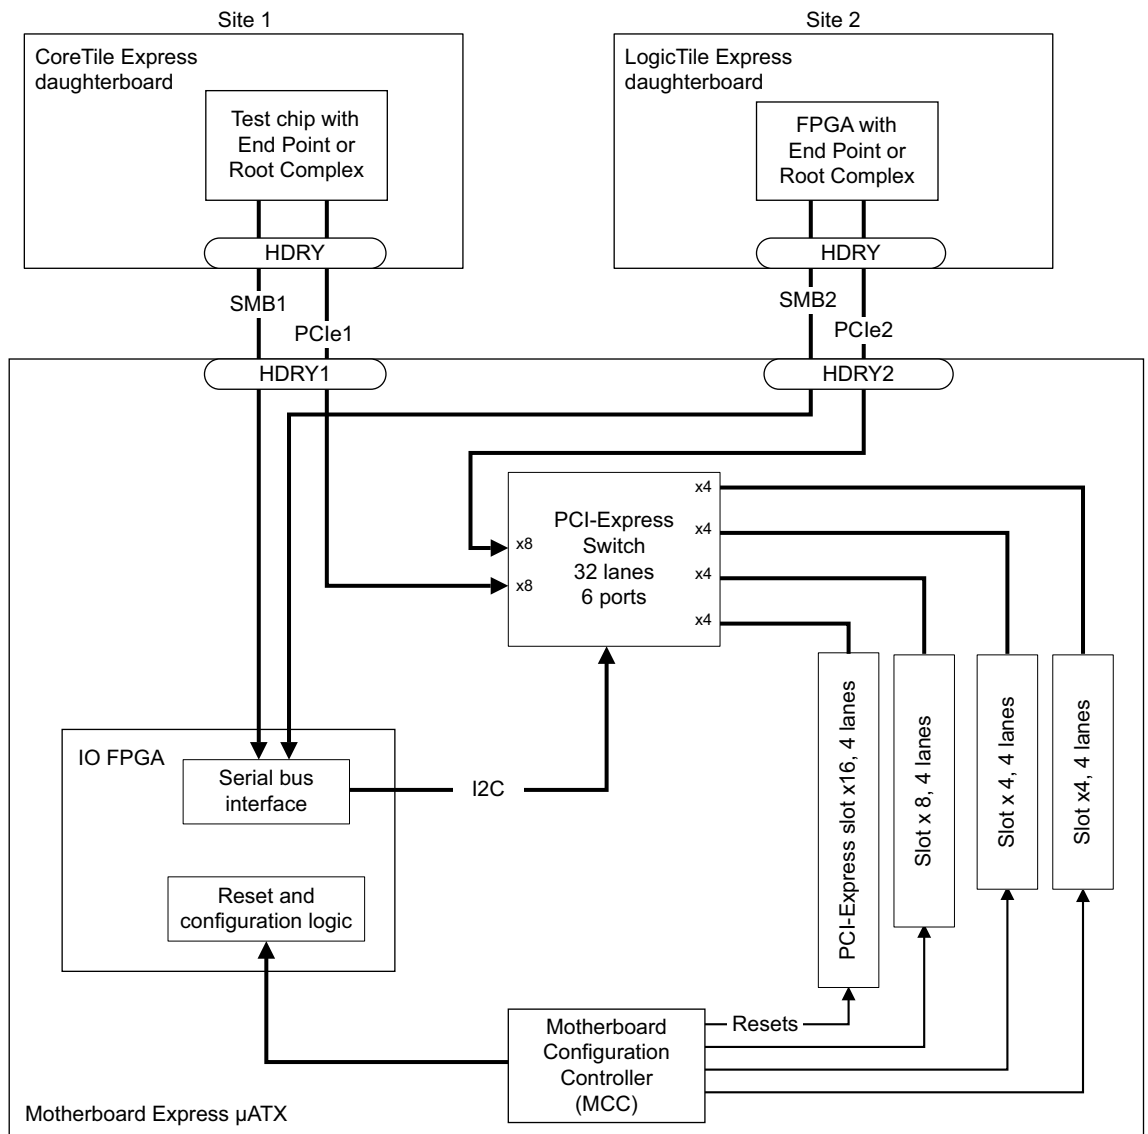 Site 1
Site 2
CoreTile Express
daughterboard
LogicTile Express
daughterboard
Test chip with
End Point or
Root Complex
FPGA with
End Point or
Root Complex
HDRY
HDRY
SMB1
SMB2
PCIe1
PCIe2
HDRY1
HDRY2
PCI-Express
Switch
32 lanes
6 ports
x8
x8
x4
x4
x4
x4
PCI-Express slot x16, 4 lanes
Slot x 8, 4 lanes
Slot x 4, 4 lanes
Slot x4, 4 lanes
IO FPGA
Serial bus
interface
I2C
Reset and
configuration logic
Motherboard
Configuration
Controller
(MCC)
Resets
Motherboard Express µATX